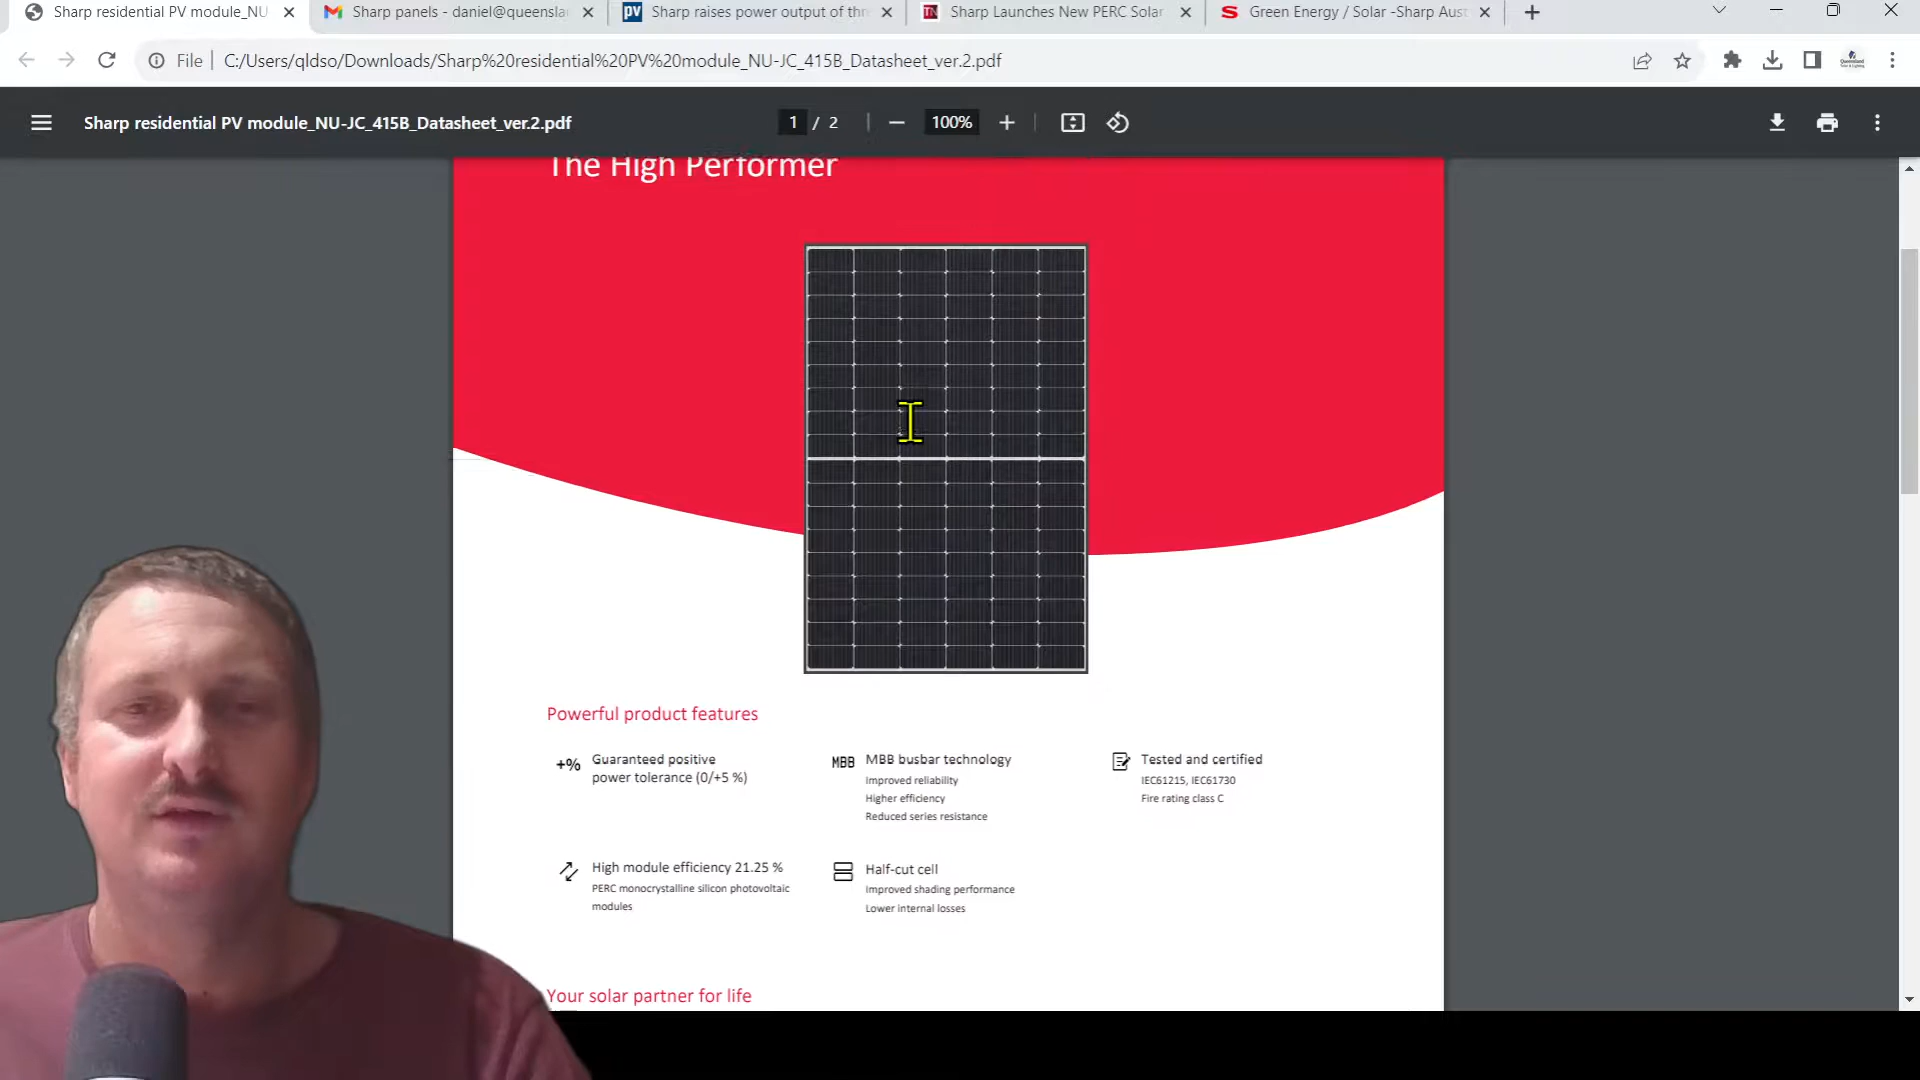 Sharp residential PV module_NU
Sharp panels - daniel@queensla
pv Sharp raises power output of thr
TN Sharp Launches New PERC Solar
S Green Energy / Solar -Sharp Aust
File C:/Users/qldso/Downloads/Sharp%20residential%20PV%20module_NU-JC_415B_Datasheet_ver.2.pdf
Sharp residential PV module_NU-JC_415B_Datasheet_ver.2.pdf
1 / 2
100%
The High Performer
Powerful product features
+% Guaranteed positive
power tolerance (0/+5 %)
MBB MBB busbar technology
Improved reliability
Higher efficiency
Reduced series resistance
Tested and certified
IEC61215, IEC61730
Fire rating class C
High module efficiency 21.25 %
PERC monocrystalline silicon photovoltaic
modules
Half-cut cell
Improved shading performance
Lower internal losses
Your solar partner for life